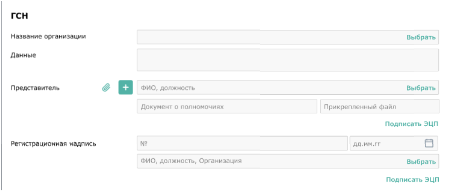 ГСН
Название организации Выбрать
Данные
Представитель ФИО, должность Выбрать
Документ о полномочиях Прикрепленный файл
Подписать ЭЦП
Регистрационная надпись № дд.мм.гг
ФИО, должность, Организация Выбрать
Подписать ЭЦП